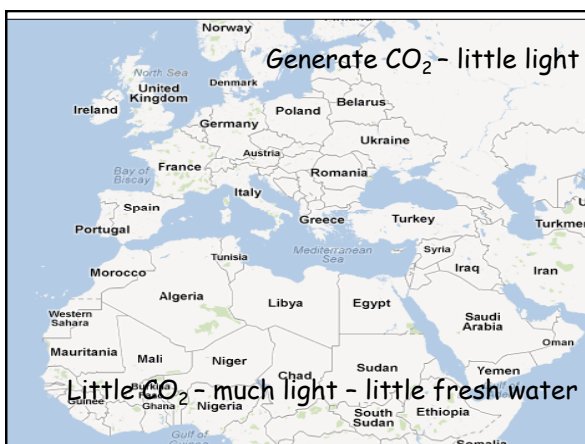 Norway
Generate CO₂ – little light
North Sea
Denmark
United
Kingdom
Ireland
Belarus
Poland
Germany
Ukraine
Austria
France
Bay of
Biscay
Romania
Italy
Spain
Portugal
Greece
Turkey
Turkmen
Tunisia
Mediterranean
Sea
Syria
Iraq
Iran
Morocco
Algeria
Libya
Egypt
Western
Sahara
Saudi
Arabia
Oman
Mauritania
Mali
Niger
Chad
Sudan
Yemen
Little CO₂ – much light – little fresh water
Burkina
Guinee
Ghana
Nigeria
South
Sudan
Ethiopia
Gulf of
Somalia